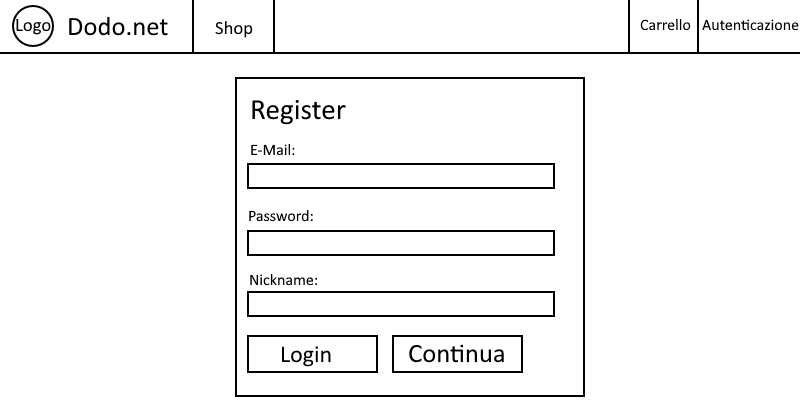 Logo Dodo.net Shop Carrello Autenticazione
Register
E-Mail:
Password:
Nickname:
Login Continua